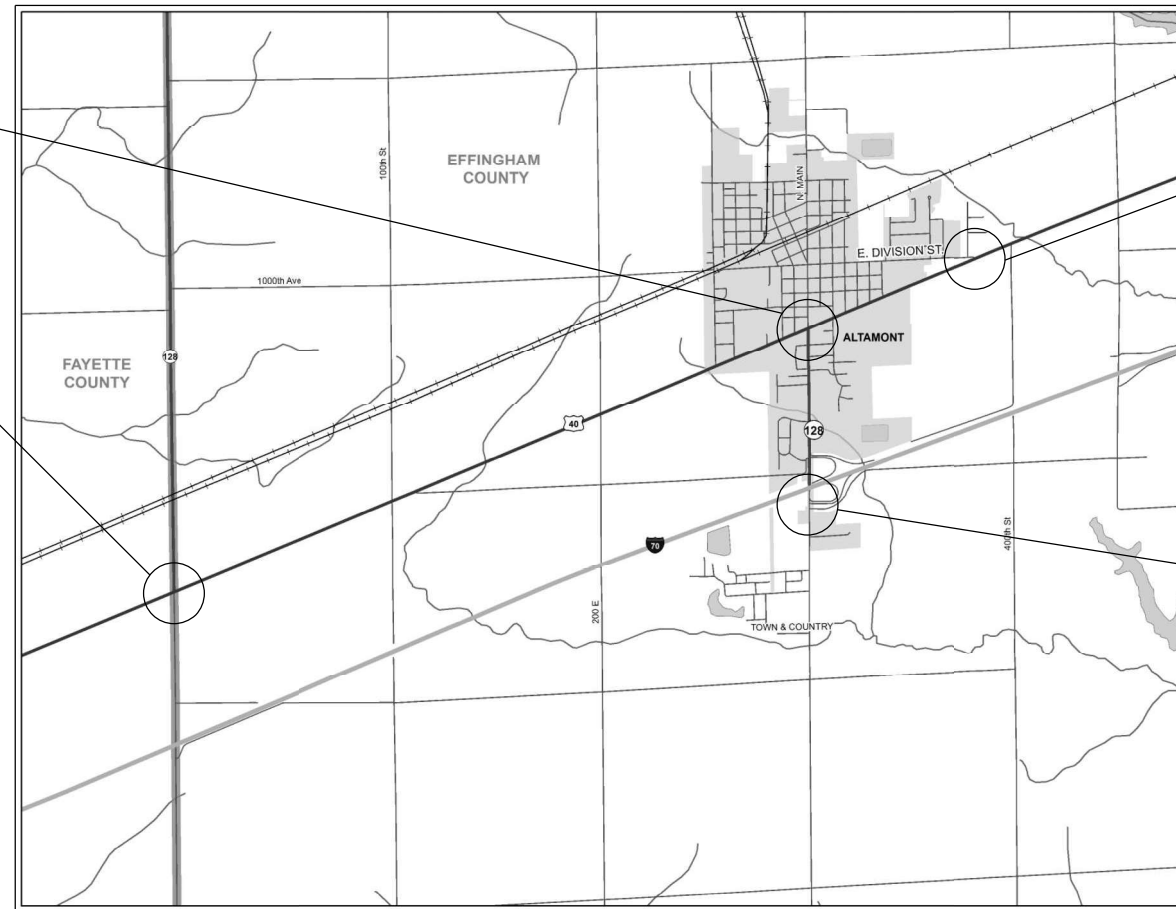 EFFINGHAM
COUNTY
100th St
N. MAIN
E. DIVISION ST.
1000th Ave
FAYETTE
COUNTY
128
ALTAMONT
40
128
70
400th St
200 E
TOWN & COUNTRY